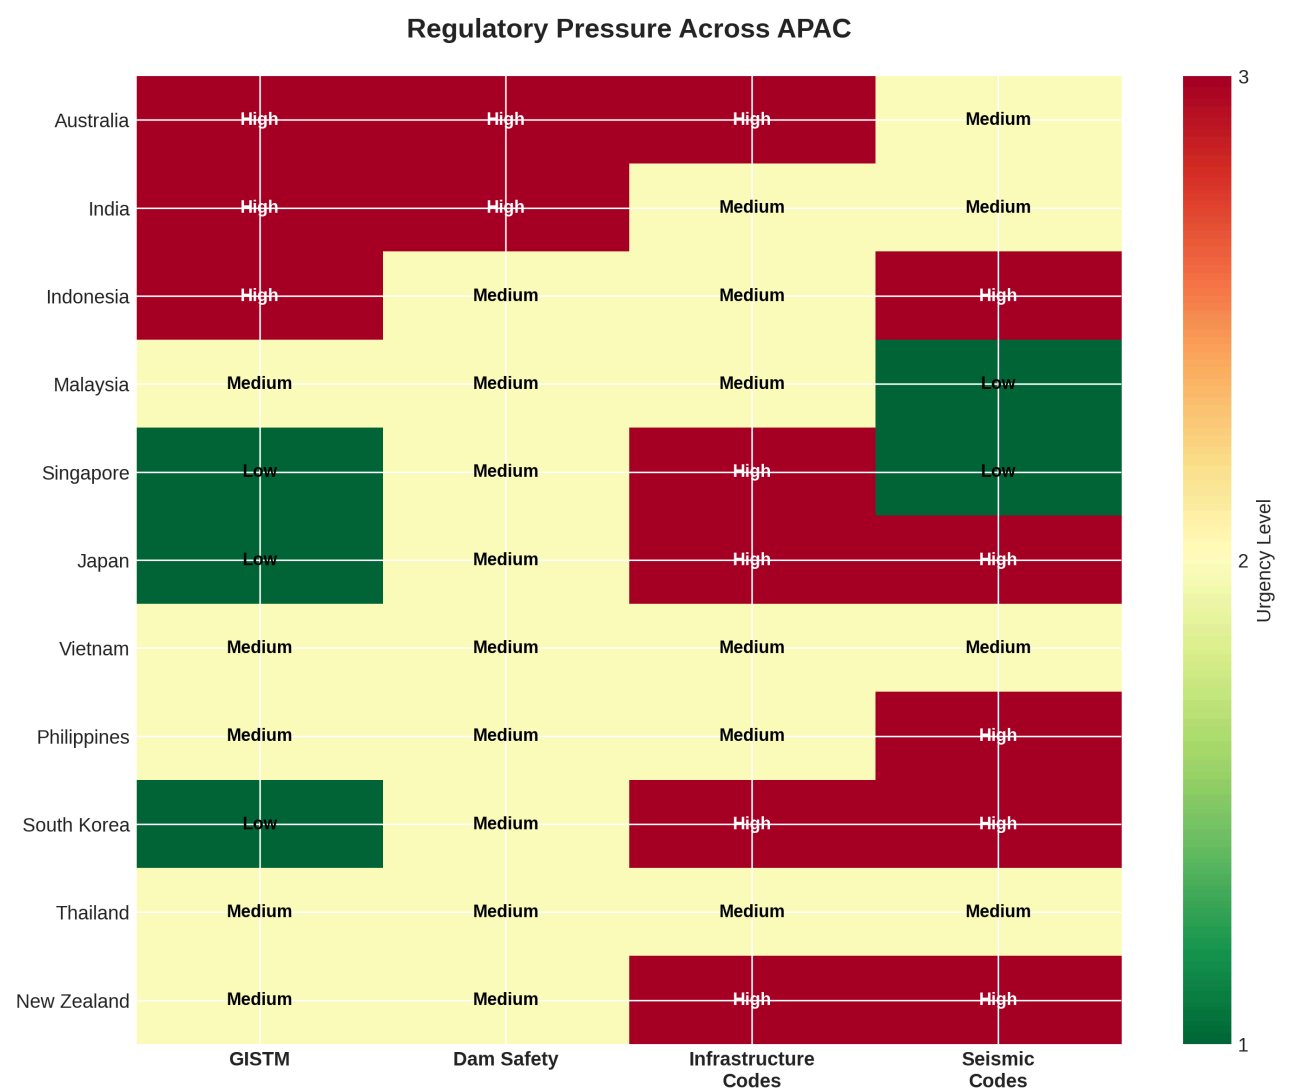 Regulatory Pressure Across APAC
Australia High High High Medium
India High High Medium Medium
Indonesia High Medium Medium High
Malaysia Medium Medium Medium Low
Singapore Low Medium High Low
Japan Low Medium High High
Vietnam Medium Medium Medium Medium
Philippines Medium Medium Medium High
South Korea Low Medium High High
Thailand Medium Medium Medium Medium
New Zealand Medium Medium High High
GISTM Dam Safety Infrastructure Seismic
Codes Codes
3
2
1
Urgency Level